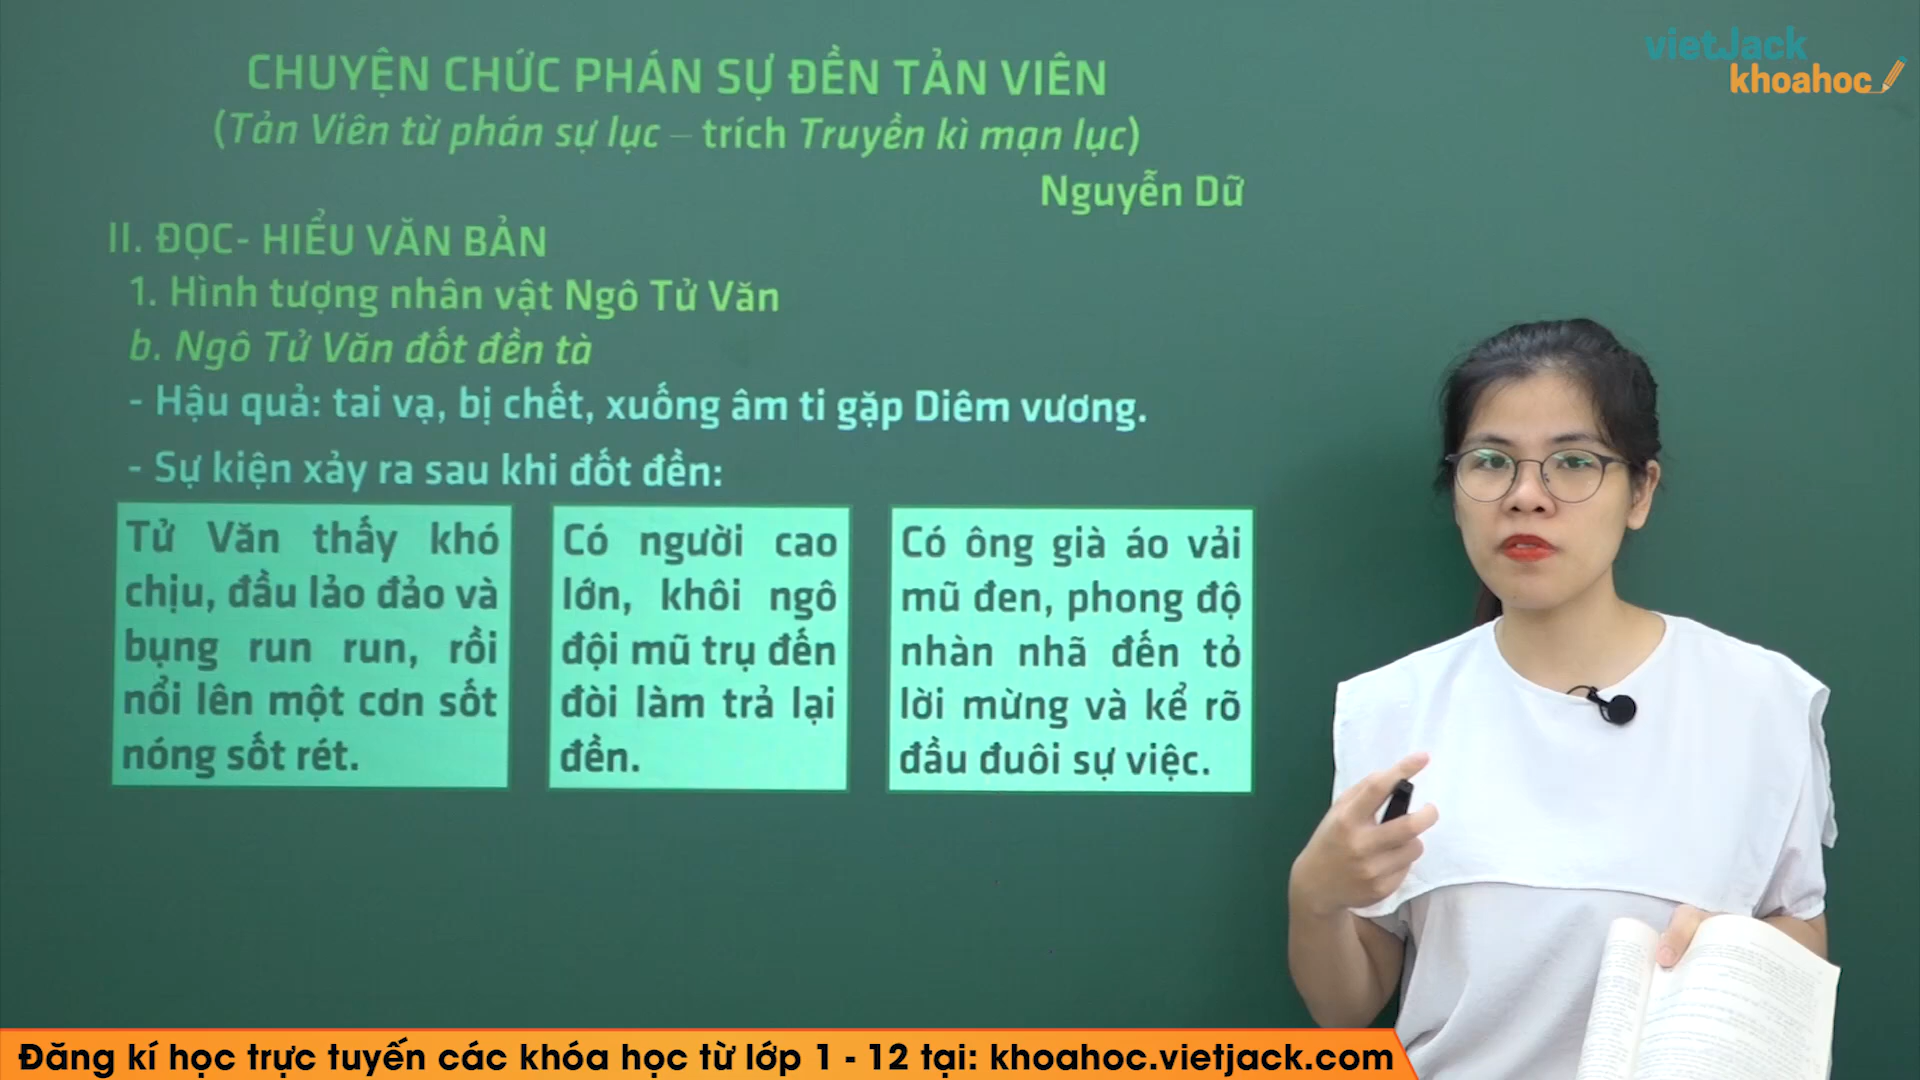 vietJack
khoahoc
CHUYỆN CHỨC PHÁN SỰ ĐỀN TẢN VIÊN
(Tản Viên từ phán sự lục – trích Truyền kì mạn lục)
Nguyễn Dữ
II. ĐỌC- HIỂU VĂN BẢN
1. Hình tượng nhân vật Ngô Tử Văn
b. Ngô Tử Văn đốt đền tà
- Hậu quả: tai vạ, bị chết, xuống âm ti gặp Diêm vương.
- Sự kiện xảy ra sau khi đốt đền:
Tử Văn thấy khó
chịu, đầu lảo đảo và
bụng run run, rồi
nổi lên một cơn sốt
nóng sốt rét.
Có người cao
lớn, khôi ngô
đội mũ trụ đến
đòi làm trả lại
đền.
Có ông già áo vải
mũ đen, phong độ
nhàn nhã đến tỏ
lời mừng và kể rõ
đầu đuôi sự việc.
Đăng kí học trực tuyến các khóa học từ lớp 1 - 12 tại: khoahoc.vietjack.com